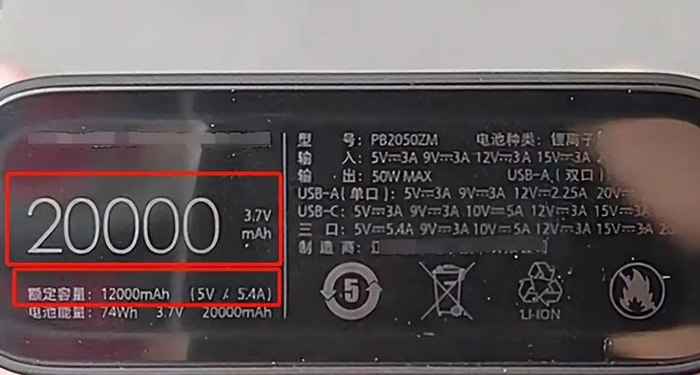 20000 3.7V
mAh
额定容量：12000mAh (5V / 5.4A)
电池能量：74Wh 3.7V 20000mAh
型 号：PB2050ZM 电池种类：锂离子
输 入：5V⎓3A 9V⎓3A 12V⎓3A 15V⎓3A
输 出：50W MAX USB-A(双口)
USB-A(单口)：5V⎓3A 9V⎓3A 12V⎓2.25A 20V⎓
USB-C：5V⎓3A 9V⎓3A 10V⎓5A 12V⎓3A 15V⎓3A
三 口：5V⎓5.4A 9V⎓3A 10V⎓5A 12V⎓3A 15V⎓3A 20
制 造 商：
5
LI-ION